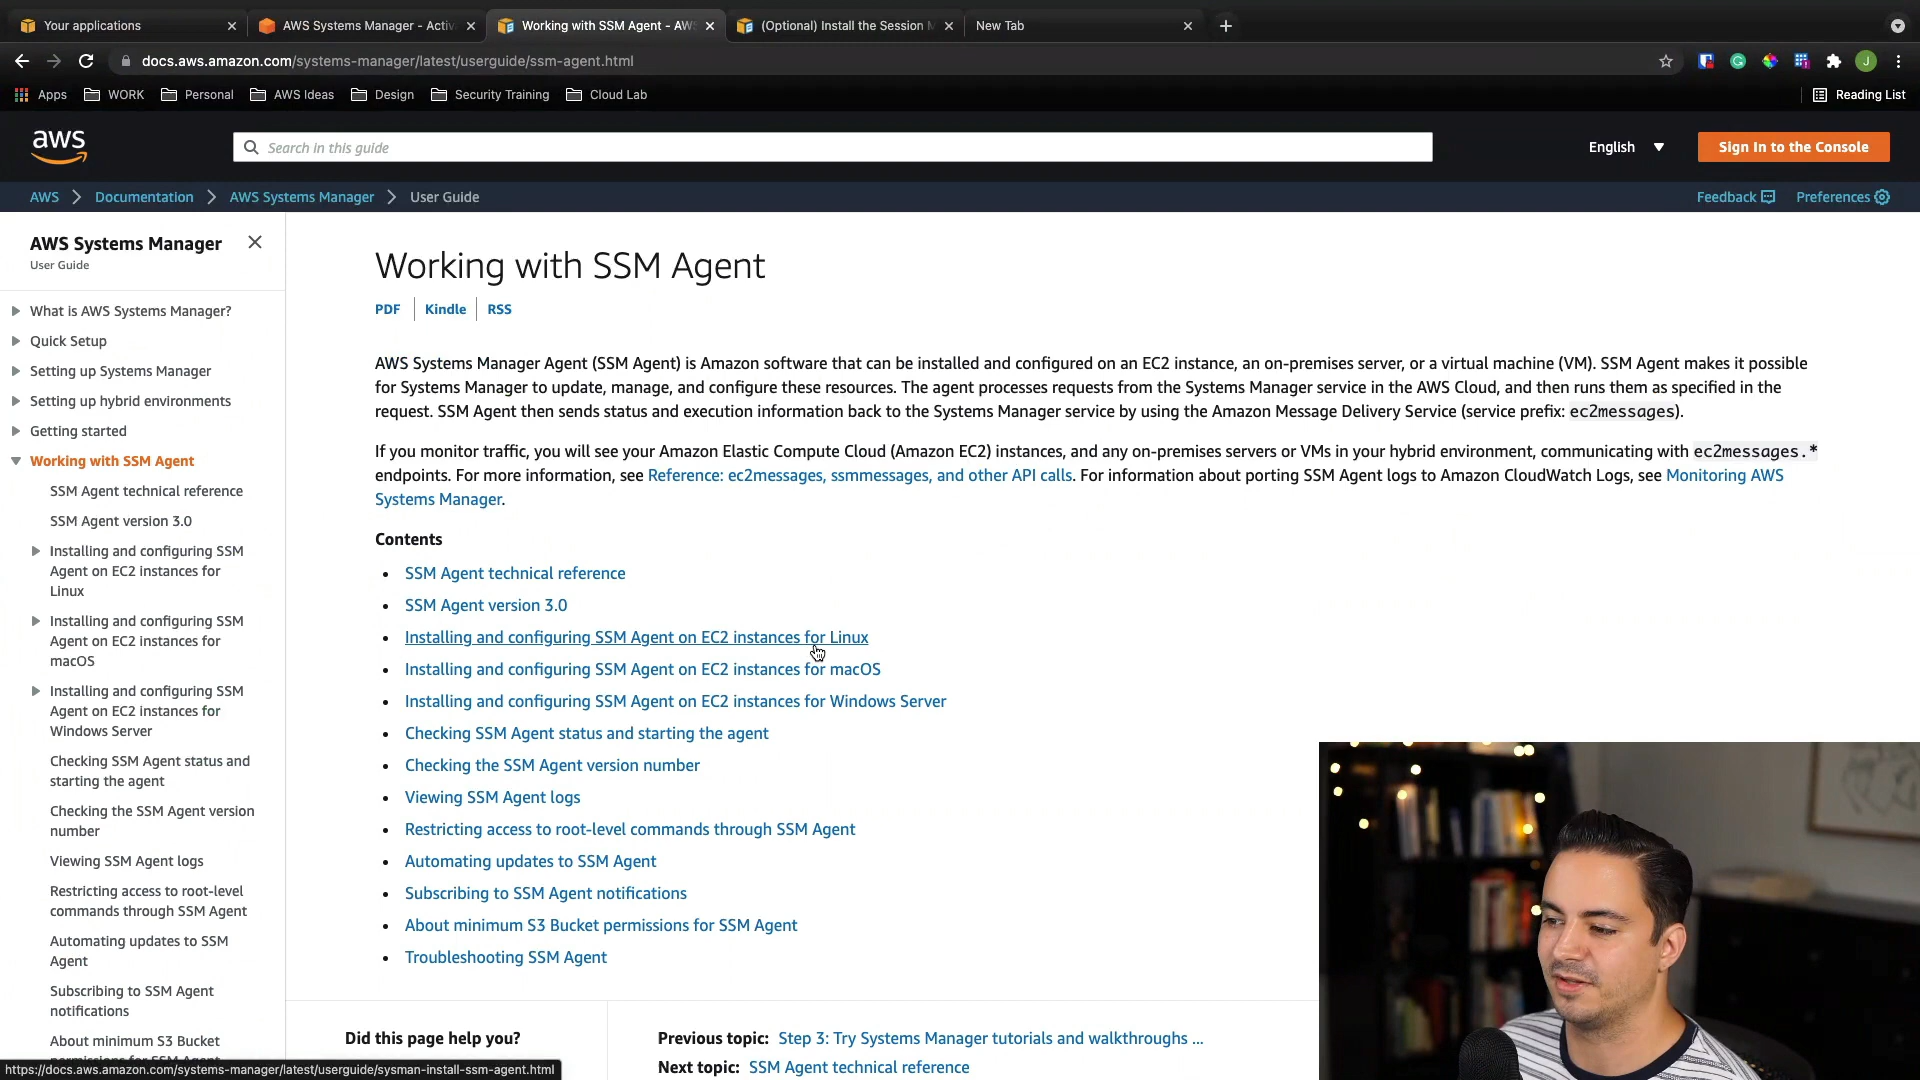 Your applications
AWS Systems Manager - Activ
Working with SSM Agent - AWS
(Optional) Install the Session M
New Tab
docs.aws.amazon.com/systems-manager/latest/userguide/ssm-agent.html
J
Apps
WORK
Personal
AWS Ideas
Design
Security Training
Cloud Lab
Reading List
aws
Search in this guide
English
Sign In to the Console
AWS
Documentation
AWS Systems Manager
User Guide
Feedback
Preferences
AWS Systems Manager
User Guide
What is AWS Systems Manager?
Quick Setup
Setting up Systems Manager
Setting up hybrid environments
Getting started
Working with SSM Agent
SSM Agent technical reference
SSM Agent version 3.0
Installing and configuring SSM
Agent on EC2 instances for
Linux
Installing and configuring SSM
Agent on EC2 instances for
macOS
Installing and configuring SSM
Agent on EC2 instances for
Windows Server
Checking SSM Agent status and
starting the agent
Checking the SSM Agent version
number
Viewing SSM Agent logs
Restricting access to root-level
commands through SSM Agent
Automating updates to SSM
Agent
Subscribing to SSM Agent
notifications
About minimum S3 Bucket
permissions for SSM Agent
Working with SSM Agent
PDF
Kindle
RSS
AWS Systems Manager Agent (SSM Agent) is Amazon software that can be installed and configured on an EC2 instance, an on-premises server, or a virtual machine (VM). SSM Agent makes it possible
for Systems Manager to update, manage, and configure these resources. The agent processes requests from the Systems Manager service in the AWS Cloud, and then runs them as specified in the
request. SSM Agent then sends status and execution information back to the Systems Manager service by using the Amazon Message Delivery Service (service prefix: ec2messages).
If you monitor traffic, you will see your Amazon Elastic Compute Cloud (Amazon EC2) instances, and any on-premises servers or VMs in your hybrid environment, communicating with ec2messages.*
endpoints. For more information, see Reference: ec2messages, ssmmessages, and other API calls. For information about porting SSM Agent logs to Amazon CloudWatch Logs, see Monitoring AWS
Systems Manager.
Contents
SSM Agent technical reference
SSM Agent version 3.0
Installing and configuring SSM Agent on EC2 instances for Linux
Installing and configuring SSM Agent on EC2 instances for macOS
Installing and configuring SSM Agent on EC2 instances for Windows Server
Checking SSM Agent status and starting the agent
Checking the SSM Agent version number
Viewing SSM Agent logs
Restricting access to root-level commands through SSM Agent
Automating updates to SSM Agent
Subscribing to SSM Agent notifications
About minimum S3 Bucket permissions for SSM Agent
Troubleshooting SSM Agent
Did this page help you?
Previous topic: Step 3: Try Systems Manager tutorials and walkthroughs ...
Next topic: SSM Agent technical reference
https://docs.aws.amazon.com/systems-manager/latest/userguide/sysman-install-ssm-agent.html